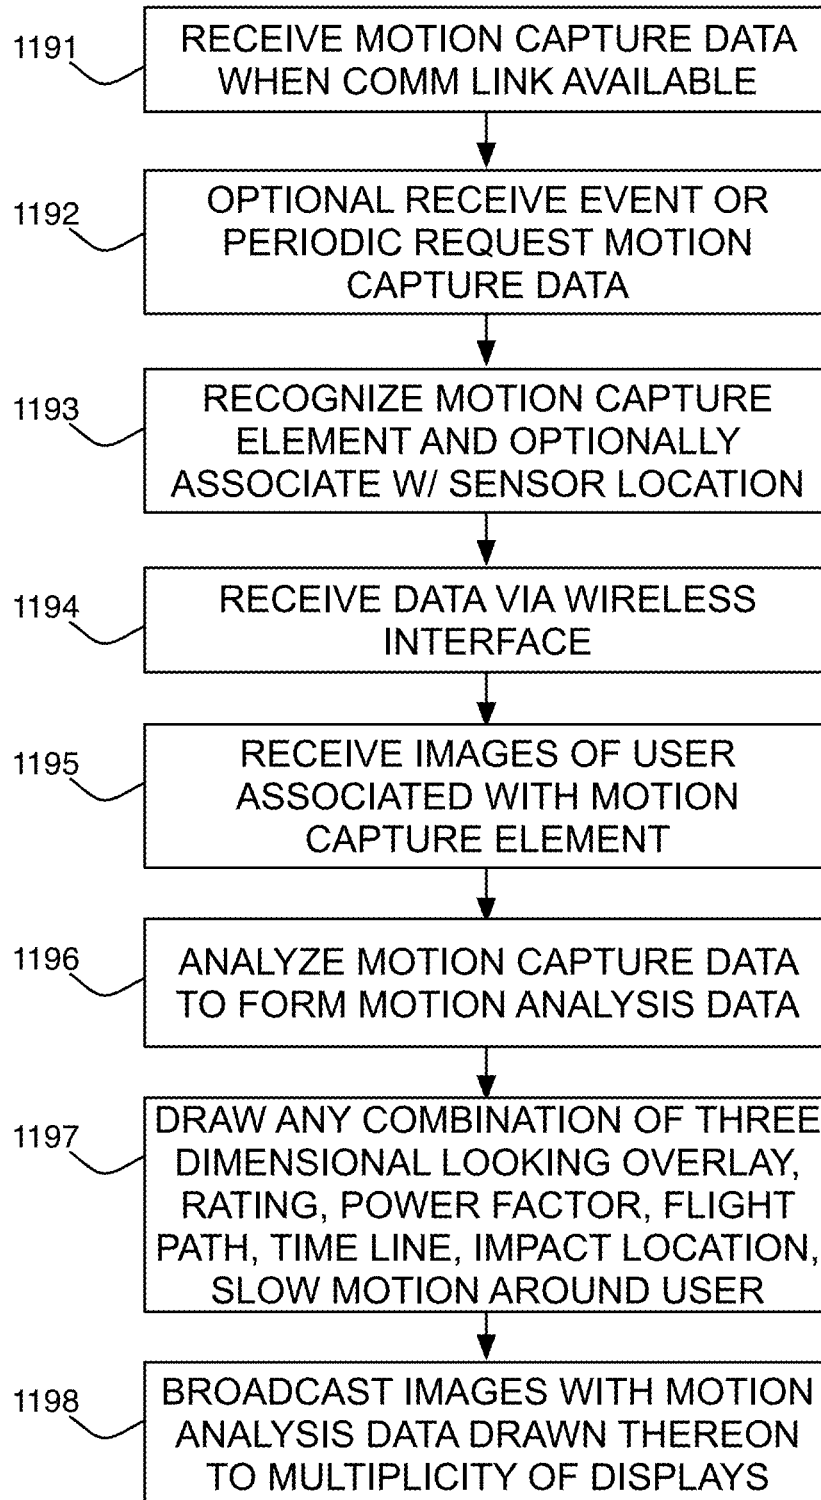 1191
RECEIVE MOTION CAPTURE DATA
WHEN COMM LINK AVAILABLE
1192
OPTIONAL RECEIVE EVENT OR
PERIODIC REQUEST MOTION
CAPTURE DATA
1193
RECOGNIZE MOTION CAPTURE
ELEMENT AND OPTIONALLY
ASSOCIATE W/ SENSOR LOCATION
1194
RECEIVE DATA VIA WIRELESS
INTERFACE
1195
RECEIVE IMAGES OF USER
ASSOCIATED WITH MOTION
CAPTURE ELEMENT
1196
ANALYZE MOTION CAPTURE DATA
TO FORM MOTION ANALYSIS DATA
1197
DRAW ANY COMBINATION OF THREE
DIMENSIONAL LOOKING OVERLAY,
RATING, POWER FACTOR, FLIGHT
PATH, TIME LINE, IMPACT LOCATION,
SLOW MOTION AROUND USER
1198
BROADCAST IMAGES WITH MOTION
ANALYSIS DATA DRAWN THEREON
TO MULTIPLICITY OF DISPLAYS